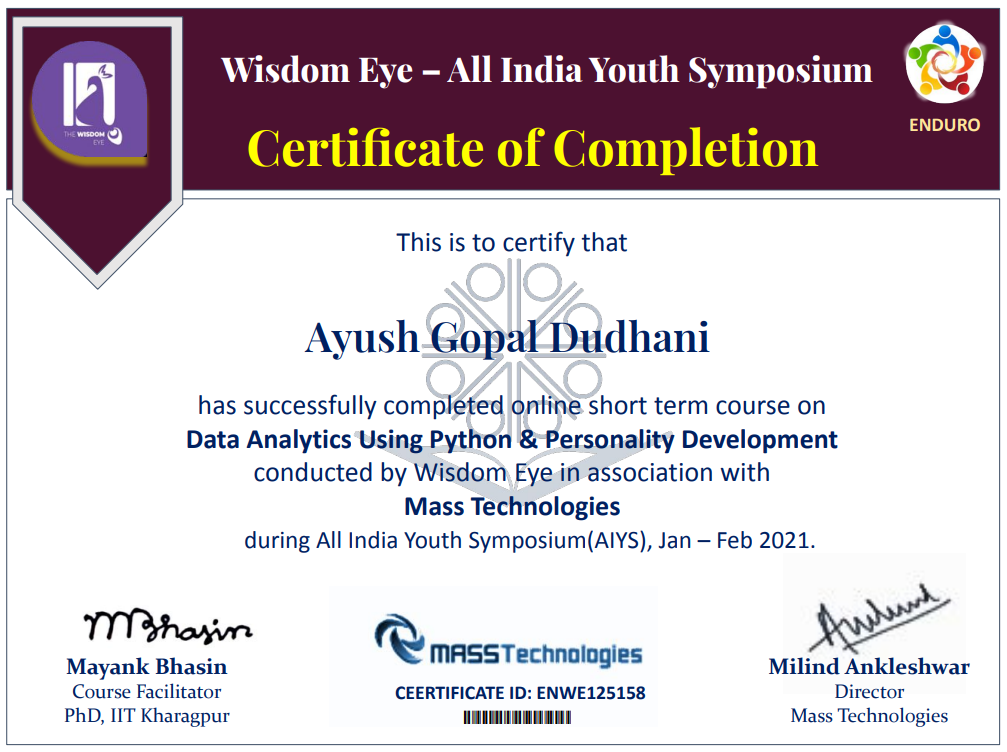 THE WISDOM
EYE
Wisdom Eye – All India Youth Symposium
Certificate of Completion
ENDURO
This is to certify that
Ayush Gopal Dudhani
has successfully completed online short term course on
Data Analytics Using Python & Personality Development
conducted by Wisdom Eye in association with
Mass Technologies
during All India Youth Symposium(AIYS), Jan – Feb 2021.
MBhasin
Mayank Bhasin
Course Facilitator
PhD, IIT Kharagpur
MASSTechnologies
CEERTIFICATE ID: ENWE125158
Milind Ankleshwar
Director
Mass Technologies